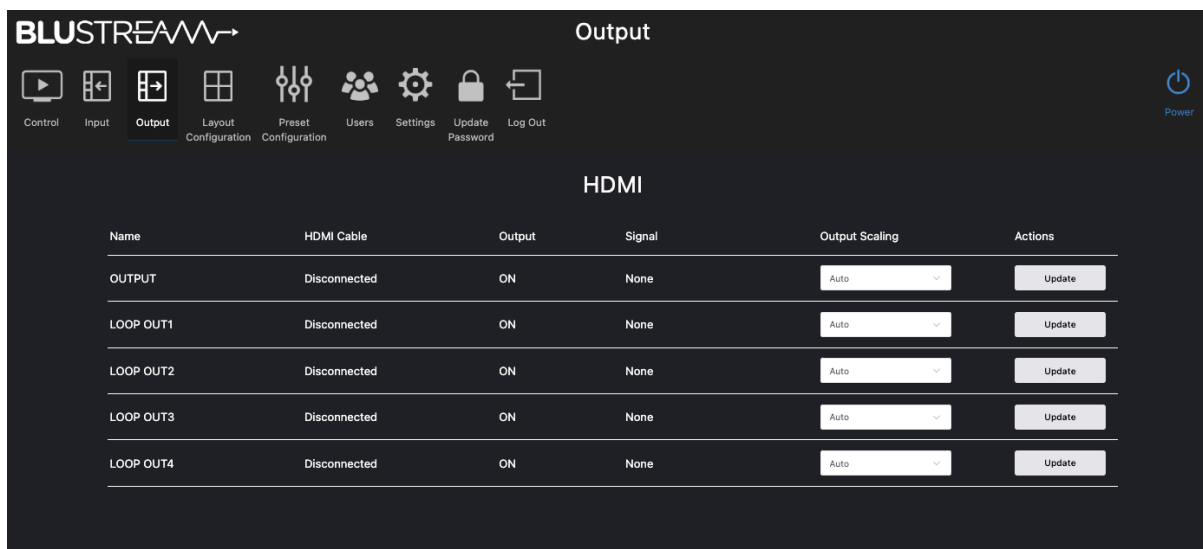 BLUSTREAM
Output
Control
Input
Output
Layout
Configuration
Preset
Configuration
Users
Settings
Update
Password
Log Out
Power
HDMI
Name HDMI Cable Output Signal Output Scaling Actions
OUTPUT Disconnected ON None Auto Update
LOOP OUT1 Disconnected ON None Auto Update
LOOP OUT2 Disconnected ON None Auto Update
LOOP OUT3 Disconnected ON None Auto Update
LOOP OUT4 Disconnected ON None Auto Update